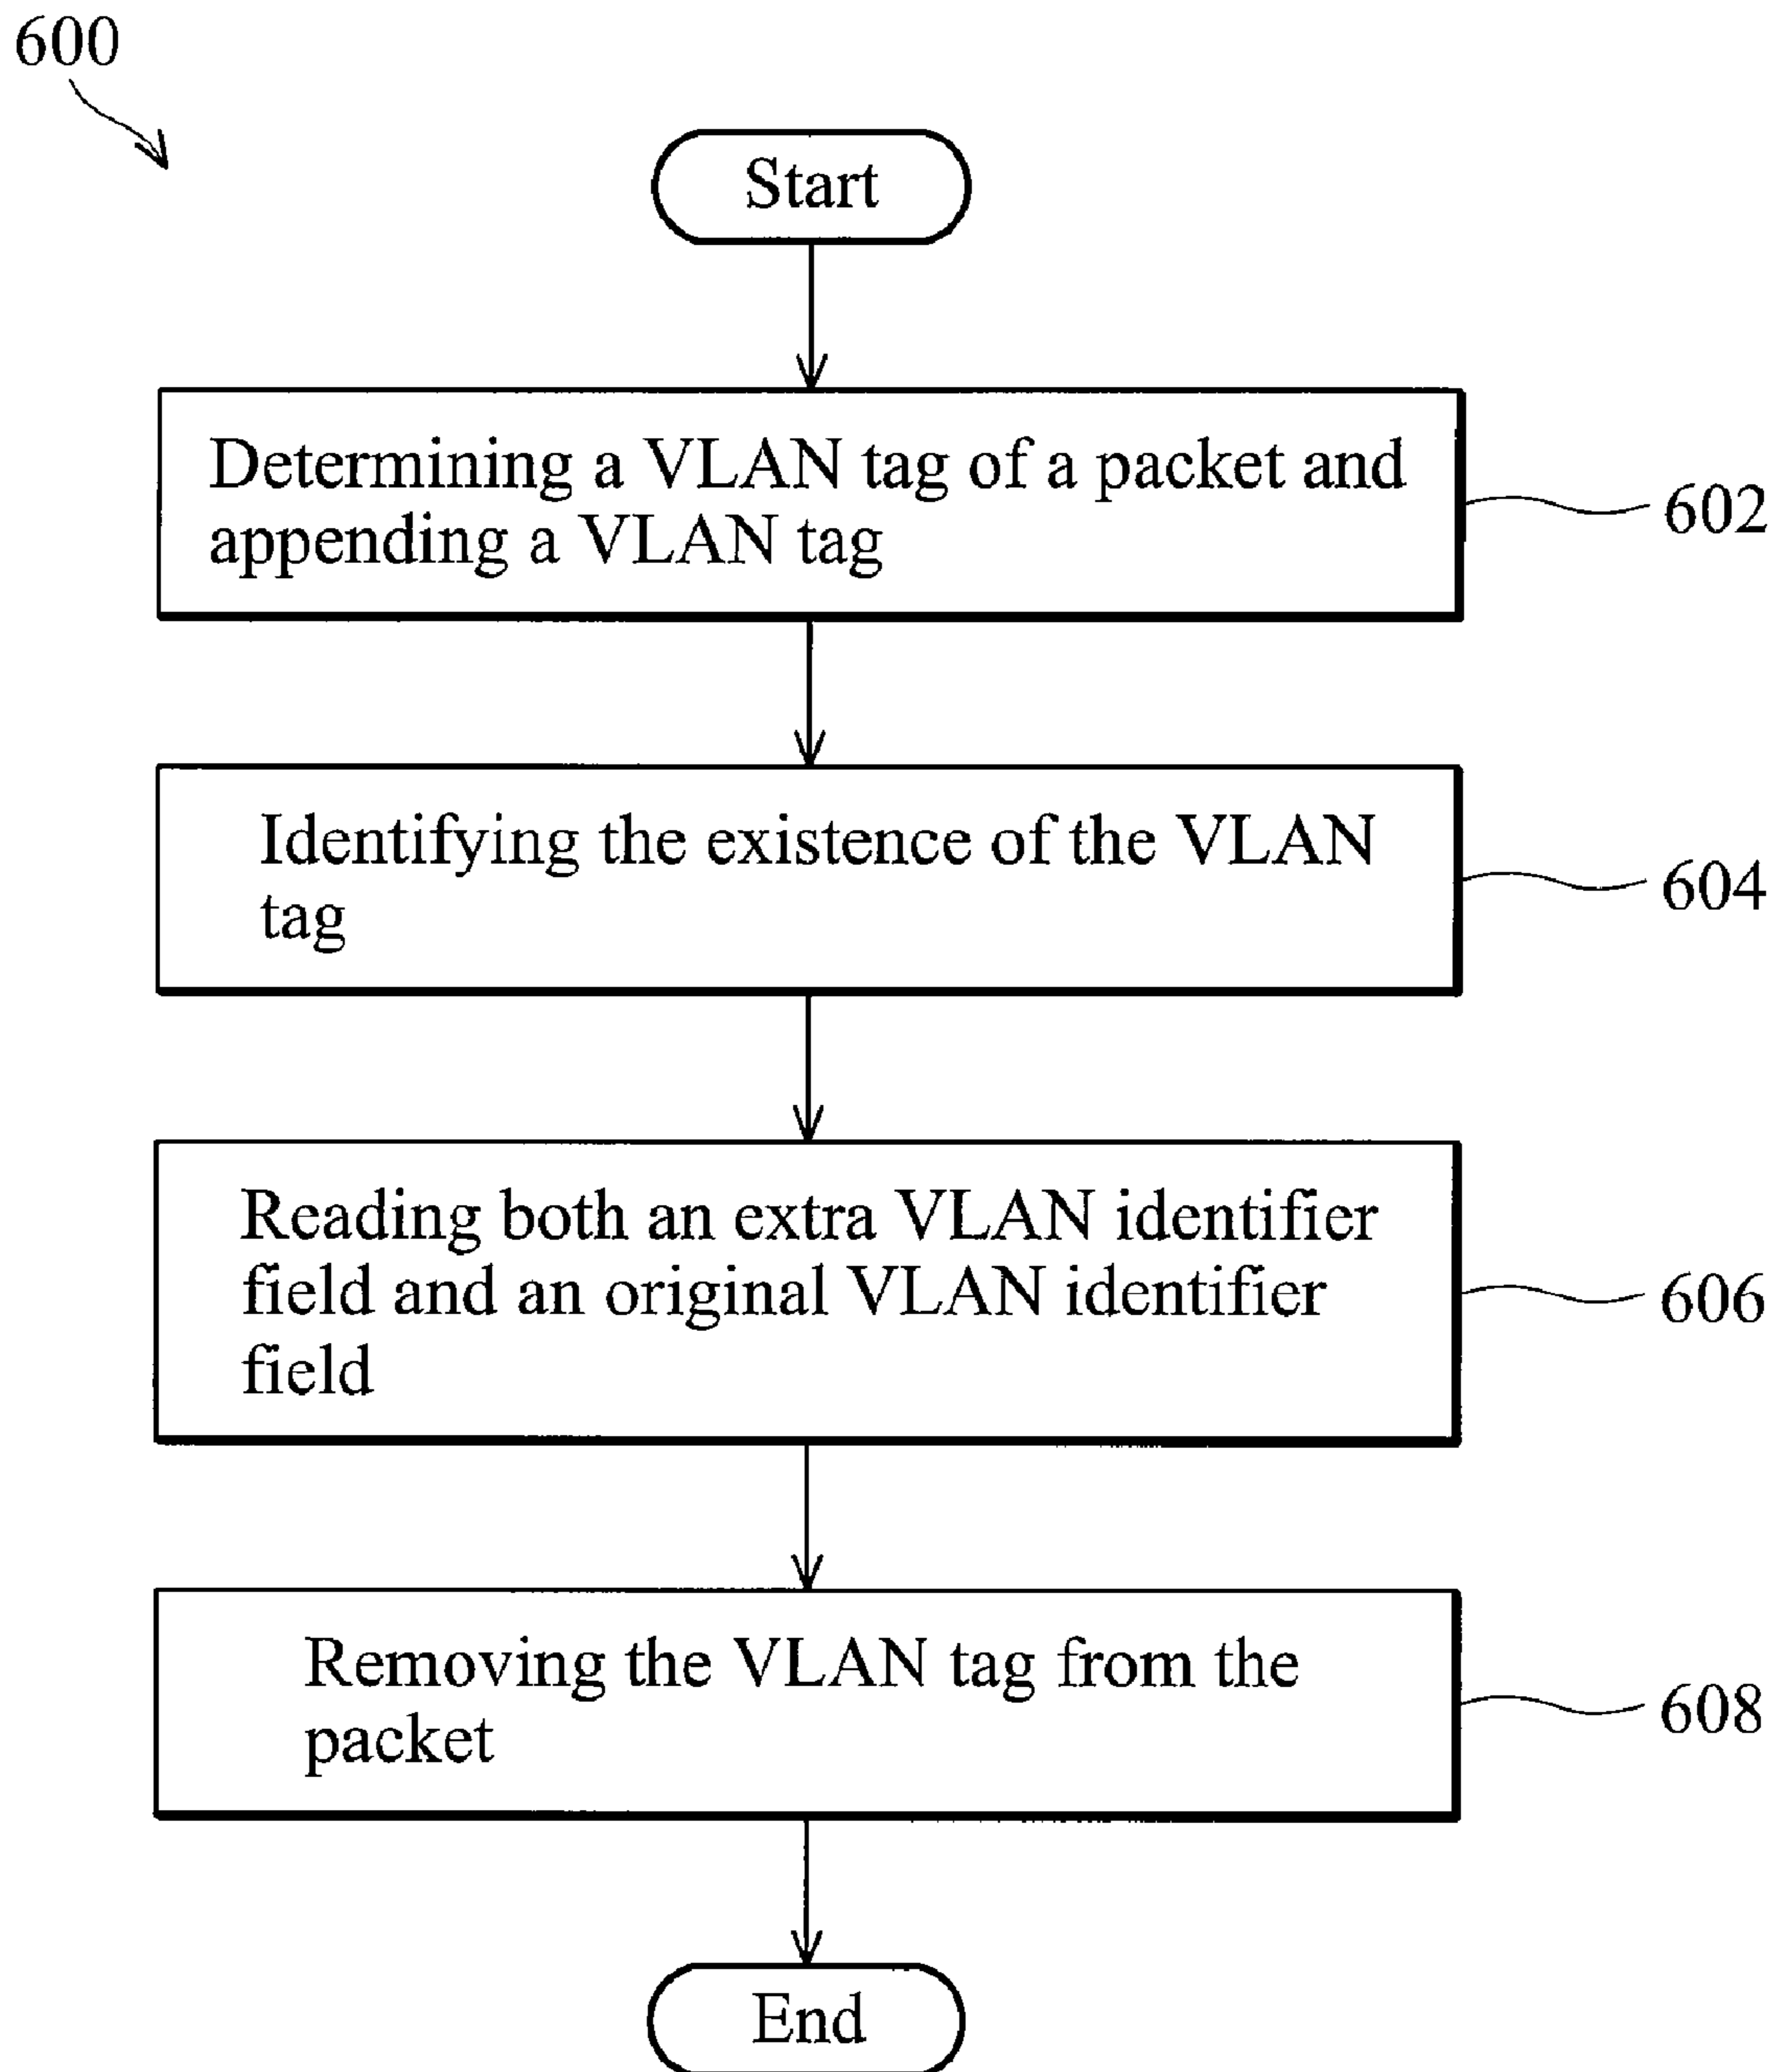 600
Start
Determining a VLAN tag of a packet and
appending a VLAN tag
602
Identifying the existence of the VLAN
tag
604
Reading both an extra VLAN identifier
field and an original VLAN identifier
field
606
Removing the VLAN tag from the
packet
608
End